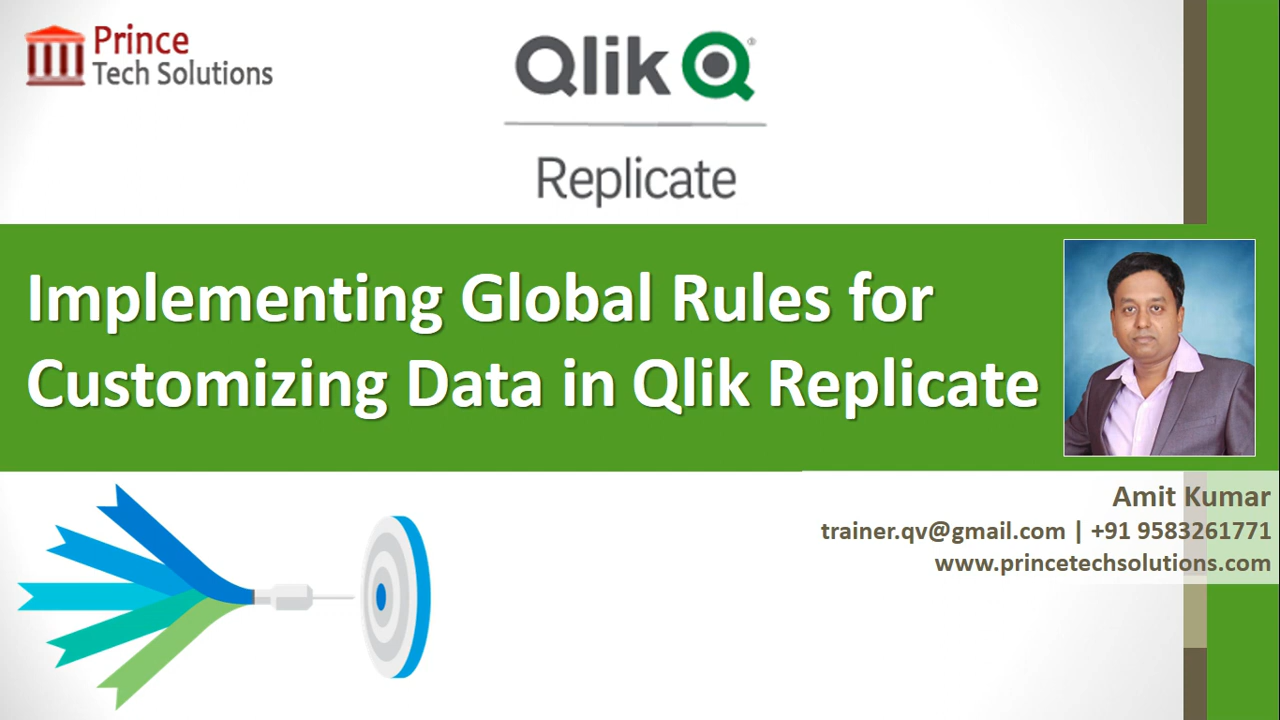 Prince
Tech Solutions
Qlik
Replicate
Implementing Global Rules for
Customizing Data in Qlik Replicate
Amit Kumar
trainer.qv@gmail.com | +91 9583261771
www.princetechsolutions.com